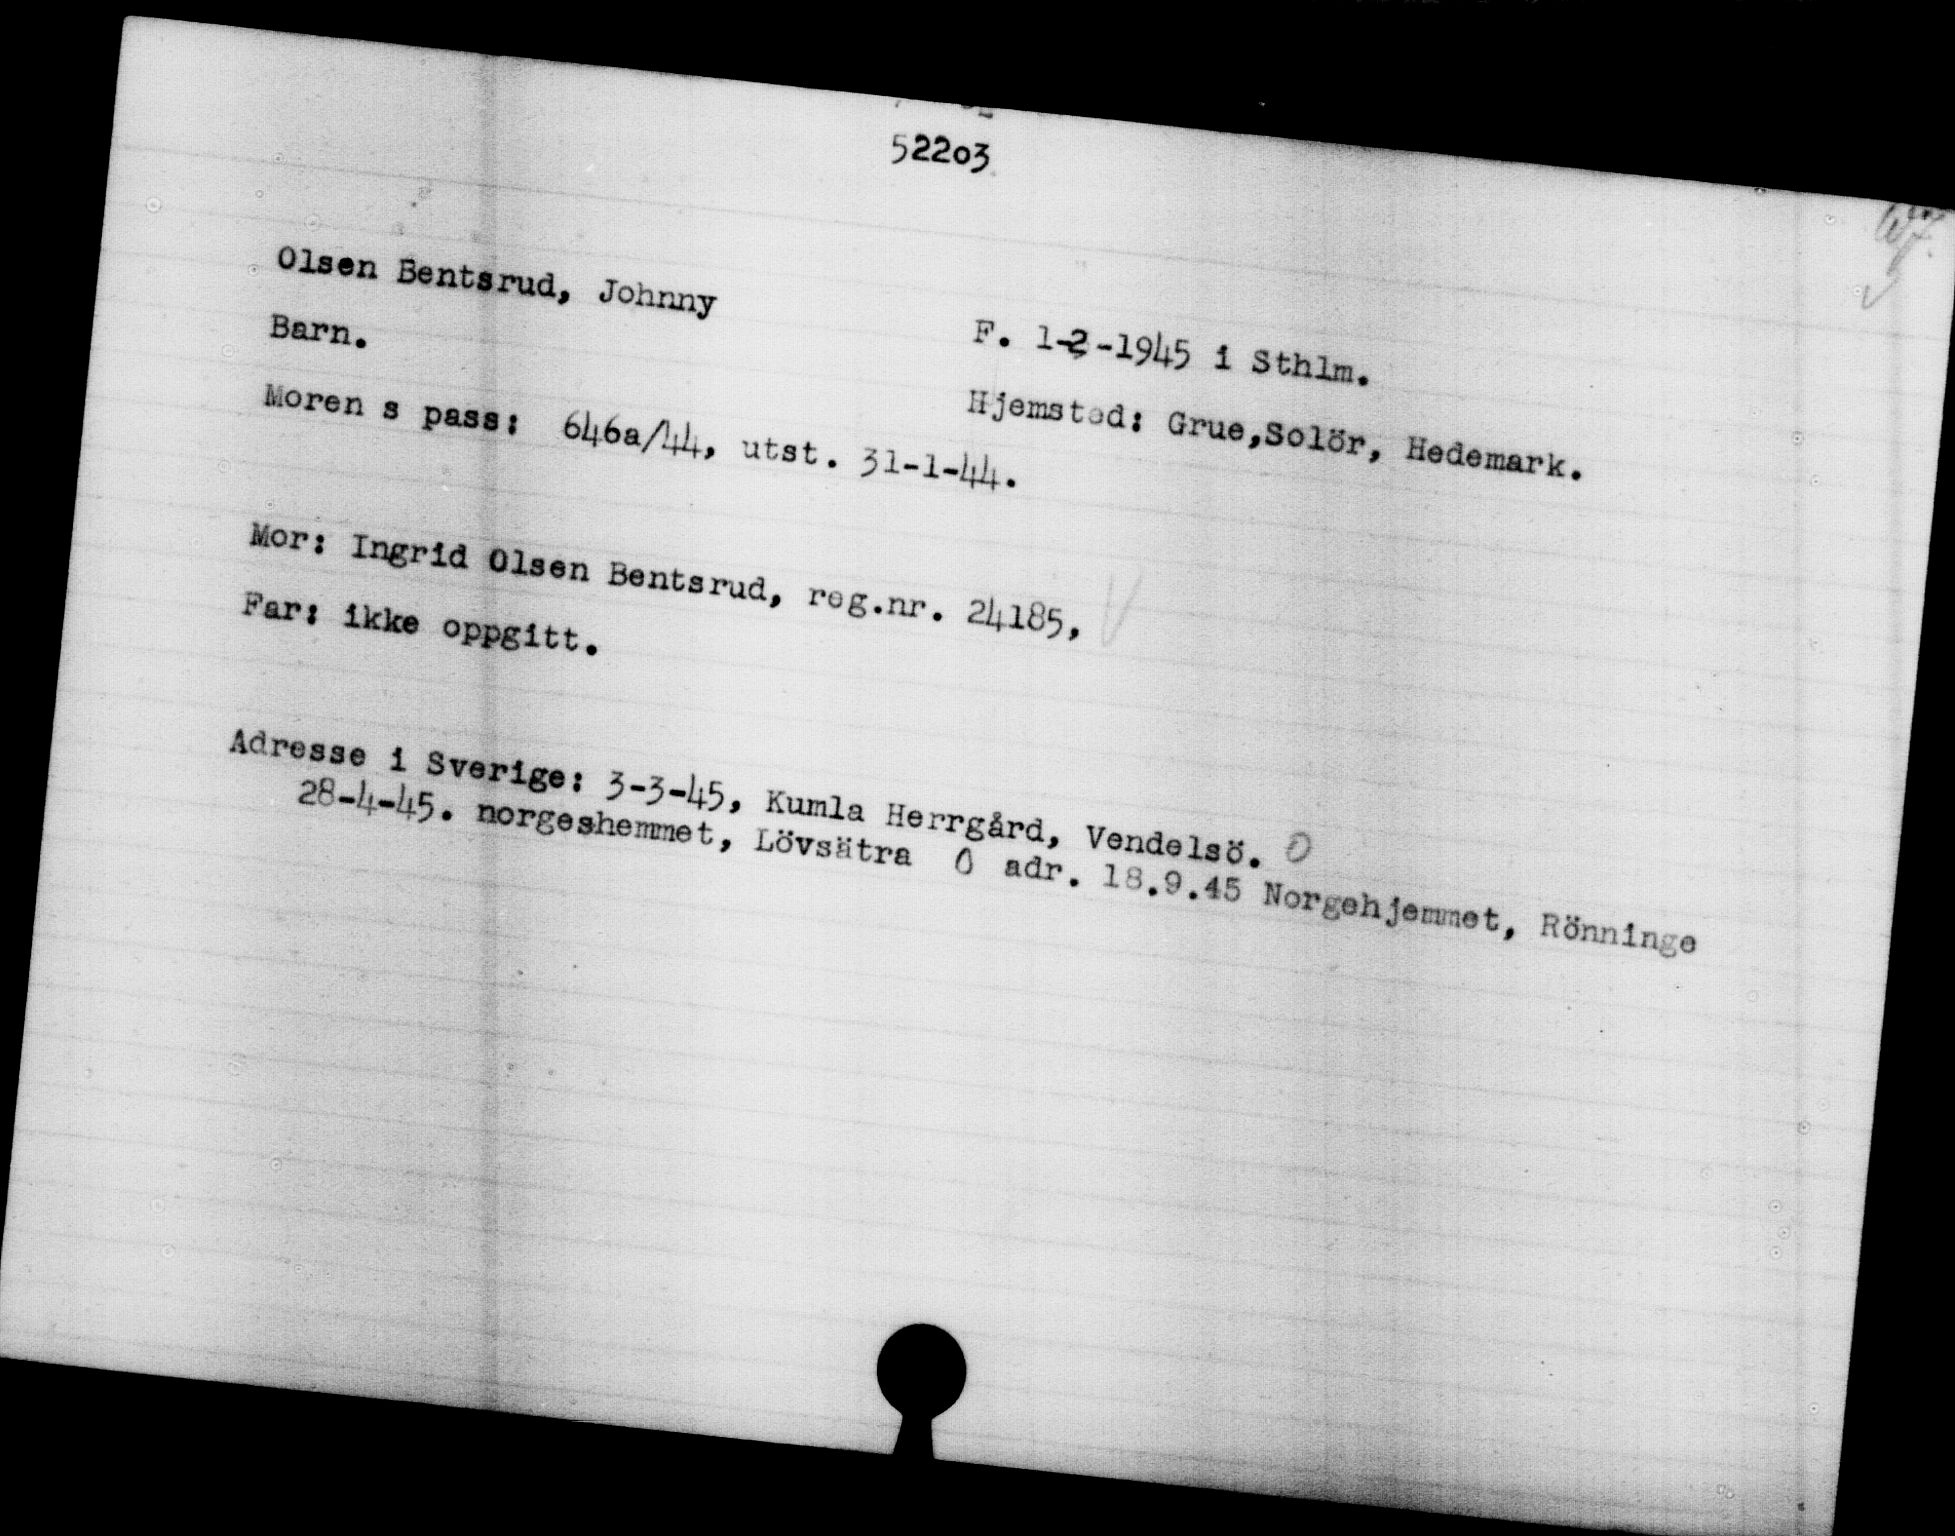 52203
Olsen Bentsrud, Johnny
F. 1-2-1945 i Sthlm.
Barn.
Hjemsted: Grue,Solör, Hedemark.
Moren s pass: 646a/44, utst. 31-1-44.
Mor: Ingrid Olsen Bentsrud, reg.nr. 24185,
Far: ikke oppgitt.
Adresse i Sverige: 3-3-45, Kumla Herrgård, Vendelsö. O
28-4-45. norgeshemmet, Lövsätra O adr. 18.9.45 Norgehjemmet, Rönninge